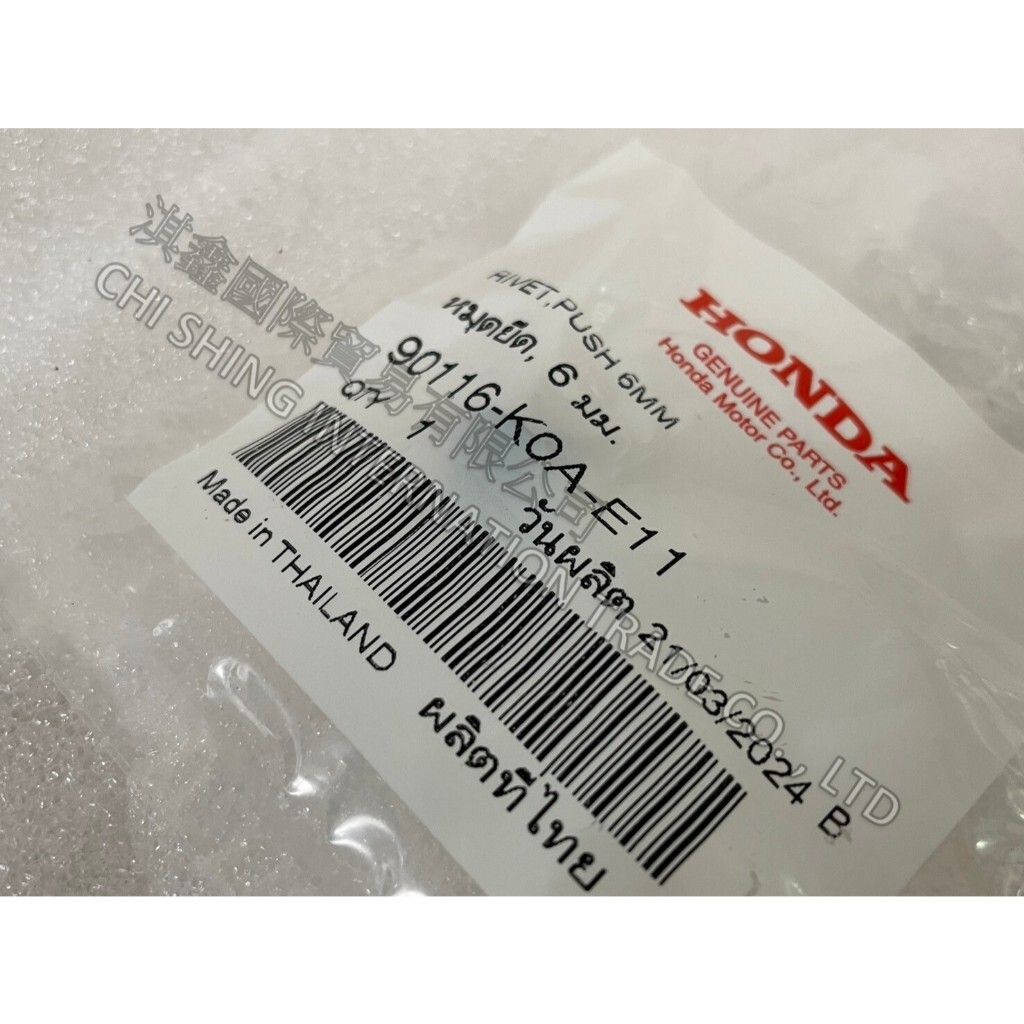 HONDA
GENUINE PARTS
Honda Motor Co., Ltd.
RIVET,PUSH 6MM
หมุดยึด, 6 มม.
90116-K0A-E11
QTY 1
วันผลิต 21/03/2024 B
Made in THAILAND
ผลิตที่ไทย
淇鑫國際貿易有限公司
CHI SHING INTERNATION TRADE CO., LTD